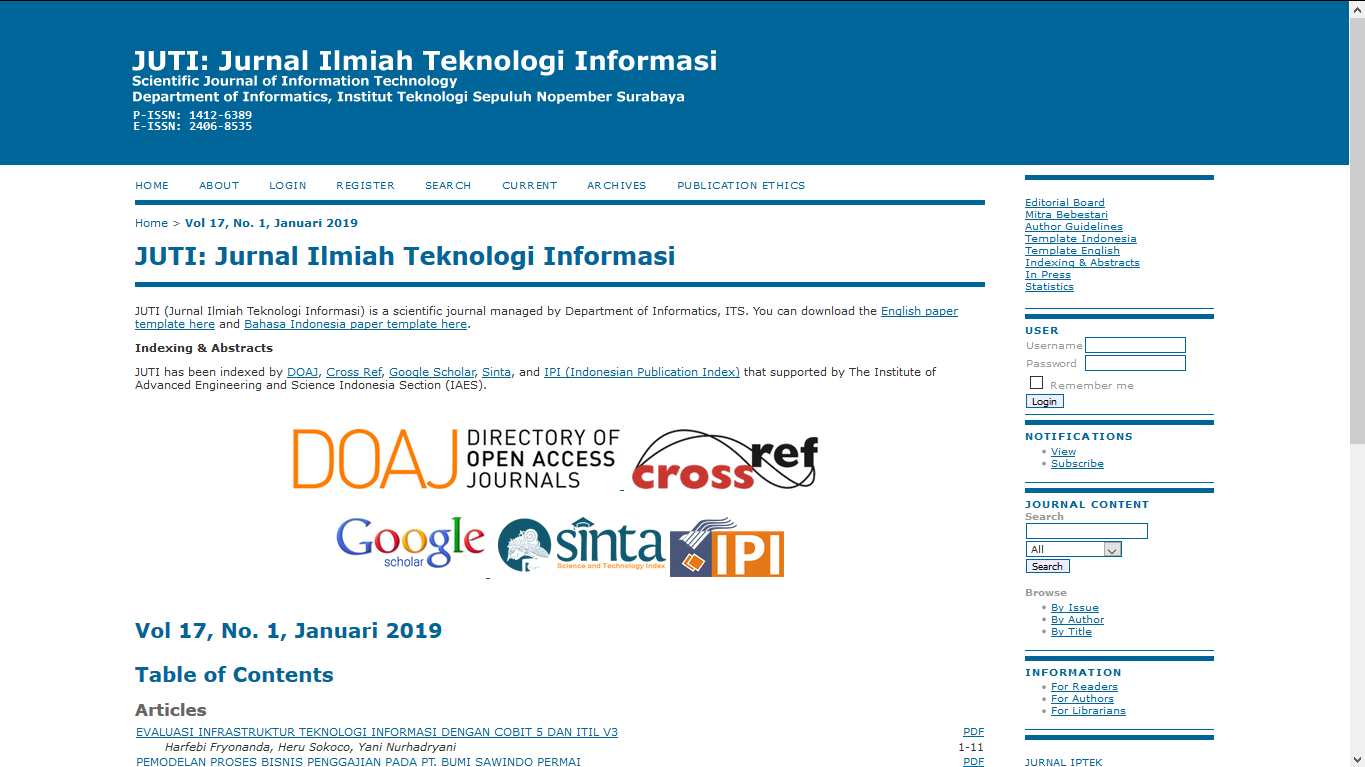 JUTI: Jurnal Ilmiah Teknologi Informasi
Scientific Journal of Information Technology
Department of Informatics, Institut Teknologi Sepuluh Nopember Surabaya
P-ISSN: 1412-6389
E-ISSN: 2406-8535
HOME ABOUT LOGIN REGISTER SEARCH CURRENT ARCHIVES PUBLICATION ETHICS
Home > Vol 17, No. 1, Januari 2019
JUTI: Jurnal Ilmiah Teknologi Informasi
JUTI (Jurnal Ilmiah Teknologi Informasi) is a scientific journal managed by Department of Informatics, ITS. You can download the English paper
template here and Bahasa Indonesia paper template here.
Indexing & Abstracts
JUTI has been indexed by DOAJ, Cross Ref, Google Scholar, Sinta, and IPI (Indonesian Publication Index) that supported by The Institute of
Advanced Engineering and Science Indonesia Section (IAES).
DOAJ DIRECTORY OF
OPEN ACCESS
JOURNALS
crossref
Google
scholar
sinta
Science and Technology Index
IPI
Vol 17, No. 1, Januari 2019
Table of Contents
Articles
EVALUASI INFRASTRUKTUR TEKNOLOGI INFORMASI DENGAN COBIT 5 DAN ITIL V3 PDF
Harfebi Fryonanda, Heru Sokoco, Yani Nurhadryani 1-11
PEMODELAN PROSES BISNIS PENGGAJIAN PADA PT. BUMI SAWINDO PERMAI PDF
Editorial Board
Mitra Bebestari
Author Guidelines
Template Indonesia
Template English
Indexing & Abstracts
In Press
Statistics
USER
Username
Password
Remember me
Login
NOTIFICATIONS
View
Subscribe
JOURNAL CONTENT
Search
All
Search
Browse
By Issue
By Author
By Title
INFORMATION
For Readers
For Authors
For Librarians
JURNAL IPTEK